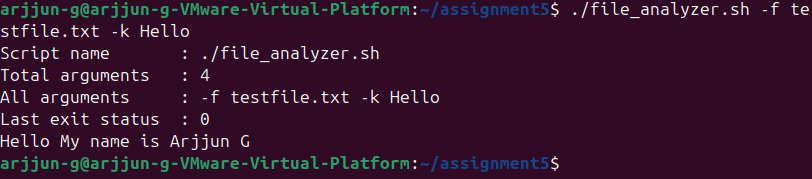 arjjun-g@arjjun-g-VMware-Virtual-Platform:~/assignment5$ ./file_analyzer.sh -f te
stfile.txt -k Hello
Script name       : ./file_analyzer.sh
Total arguments   : 4
All arguments     : -f testfile.txt -k Hello
Last exit status  : 0
Hello My name is Arjjun G
arjjun-g@arjjun-g-VMware-Virtual-Platform:~/assignment5$